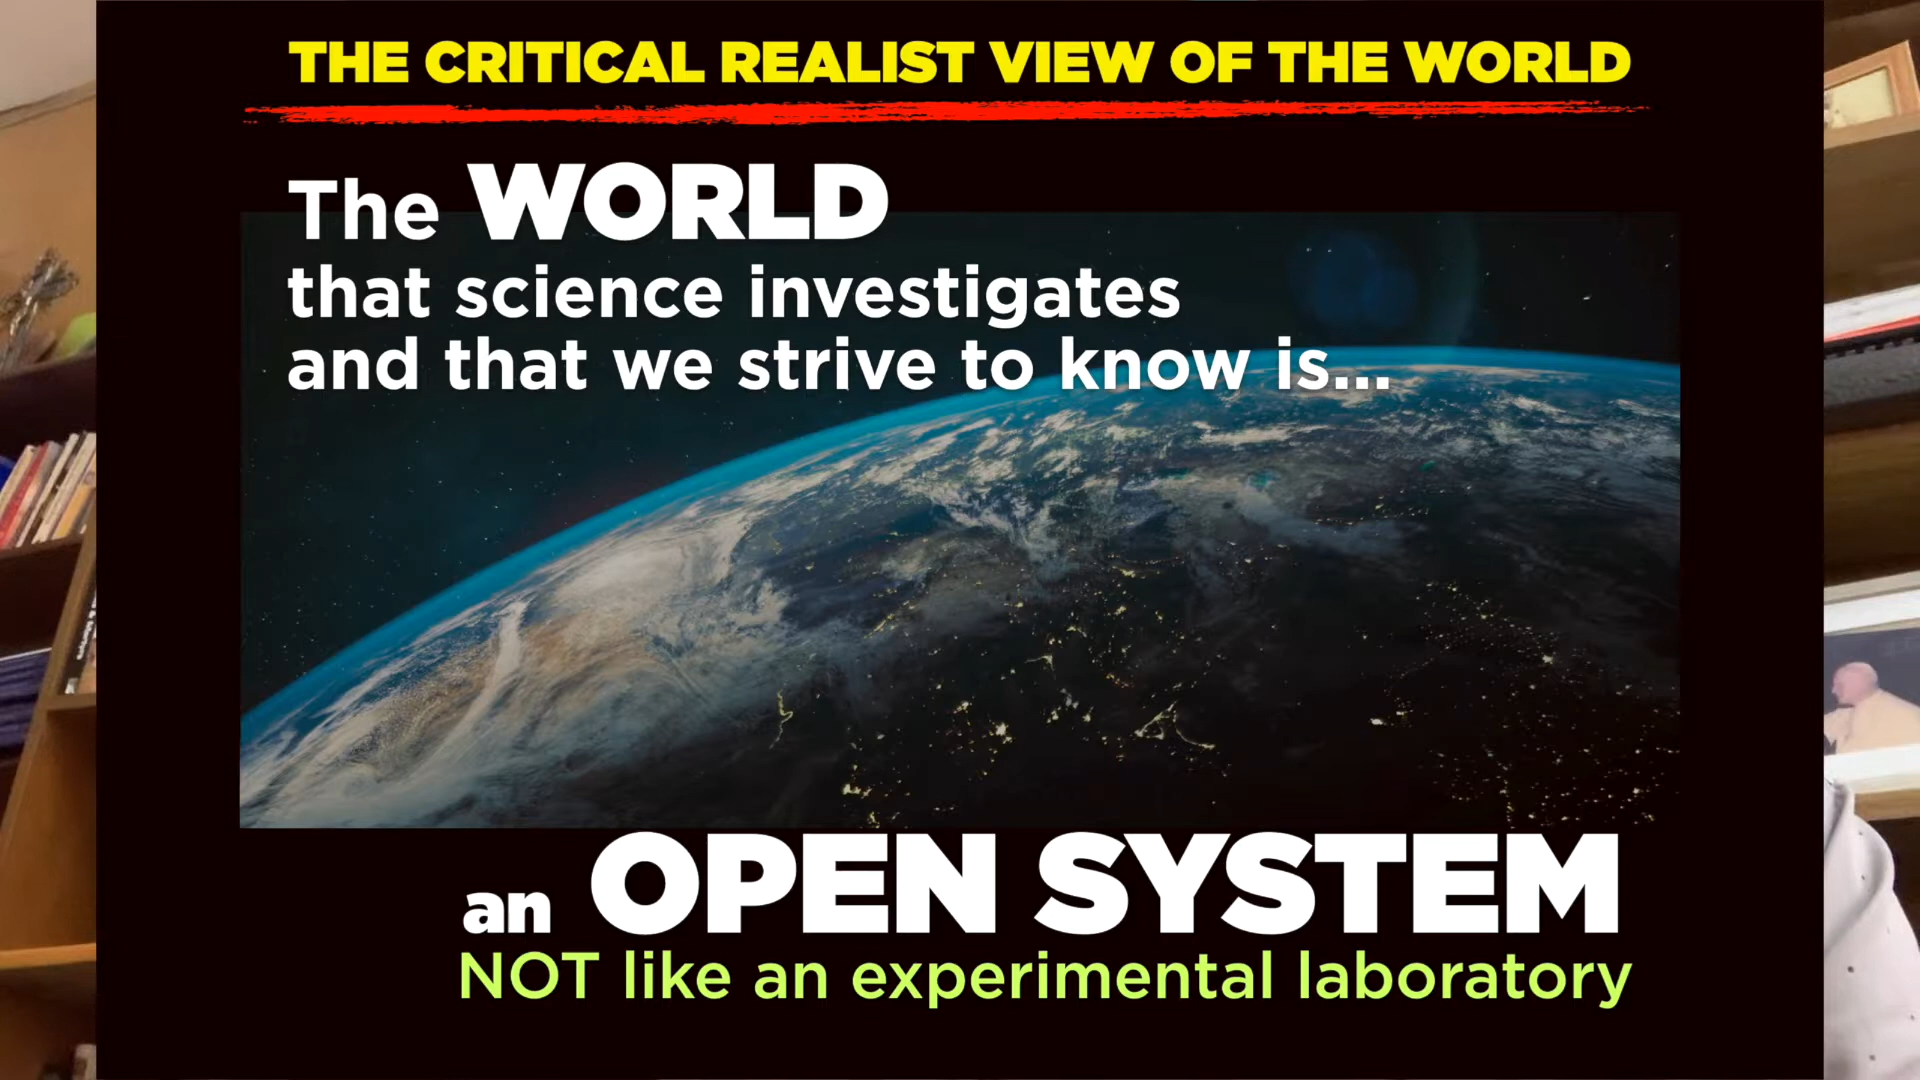 THE CRITICAL REALIST VIEW OF THE WORLD
The WORLD
that science investigates
and that we strive to know is...
an OPEN SYSTEM
NOT like an experimental laboratory